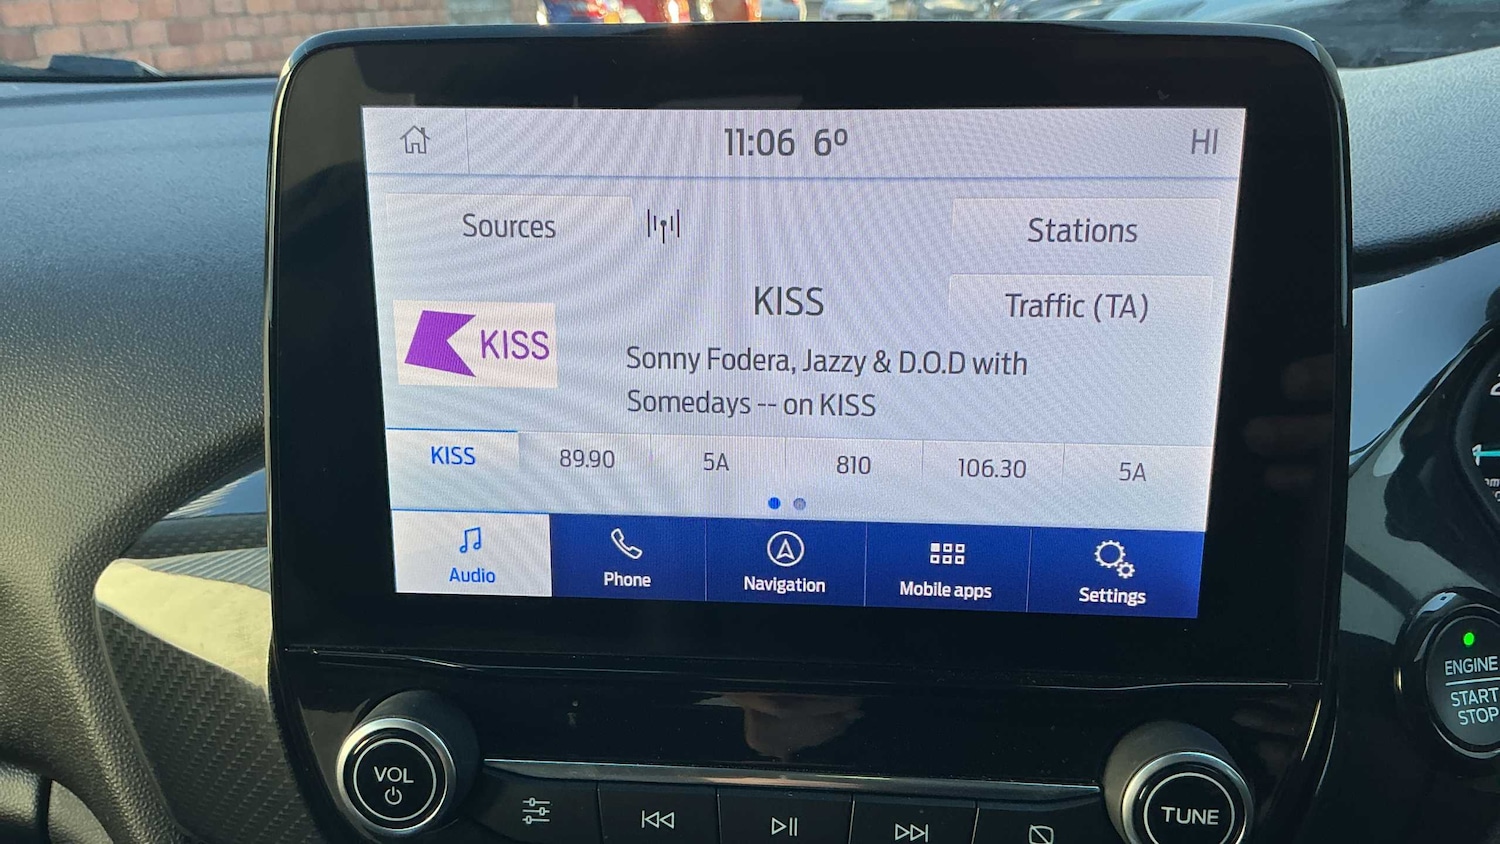 11:06 6º HI
Sources
Stations
KISS
Traffic (TA)
KISS
Sonny Fodera, Jazzy & D.O.D with
Somedays -- on KISS
KISS 89.90 5A 810 106.30 5A
Audio Phone Navigation Mobile apps Settings
ENGINE
START
STOP
VOL
TUNE